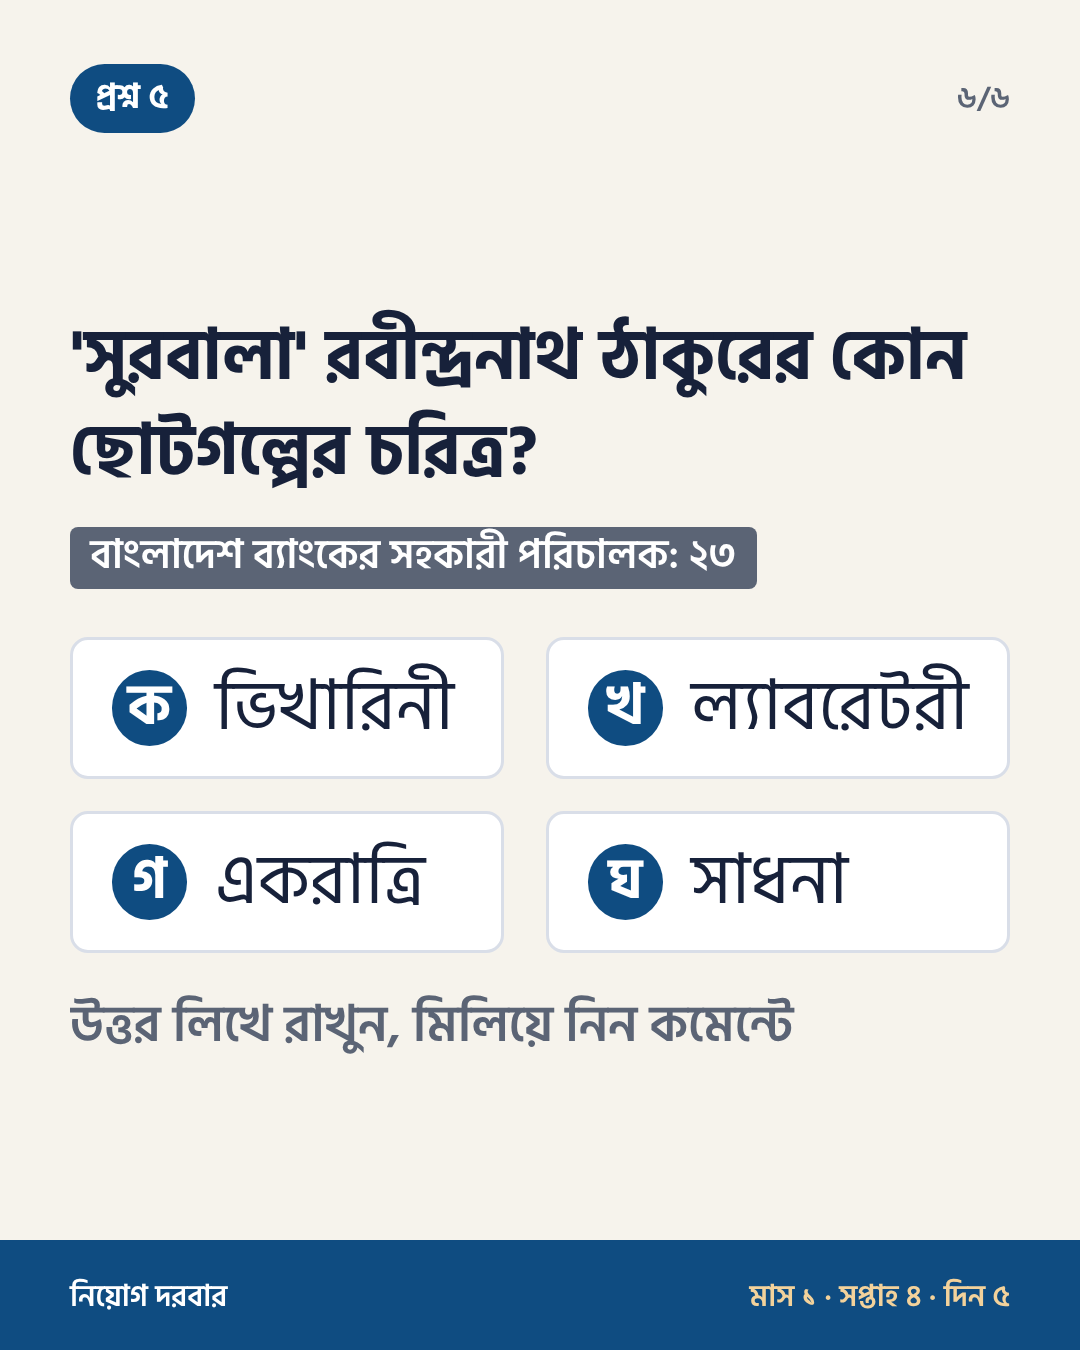 প্রশ্ন ৫
৬/৬
'সুরবালা' রবীন্দ্রনাথ ঠাকুরের কোন
ছোটগল্পের চরিত্র?
বাংলাদেশ ব্যাংকের সহকারী পরিচালক: ২৩
ক ভিখারিনী
খ ল্যাবরেটরী
গ একরাত্রি
ঘ সাধনা
উত্তর লিখে রাখুন, মিলিয়ে নিন কমেন্টে
নিয়োগ দরবার
মাস ১ · সপ্তাহ ৪ · দিন ৫